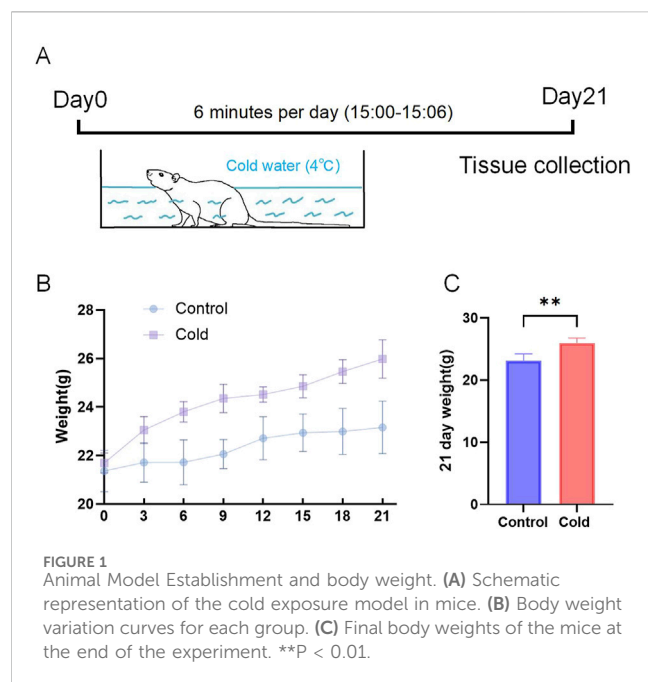 A
Day0
6 minutes per day (15:00-15:06)
Day21
Cold water (4℃)
Tissue collection
B
Weight(g)
28
26
24
22
20
Control
Cold
0 3 6 9 12 15 18 21
C
21 day weight(g)
30
20
10
0
**
Control Cold
FIGURE 1
Animal Model Establishment and body weight. (A) Schematic
representation of the cold exposure model in mice. (B) Body weight
variation curves for each group. (C) Final body weights of the mice at
the end of the experiment. **P < 0.01.